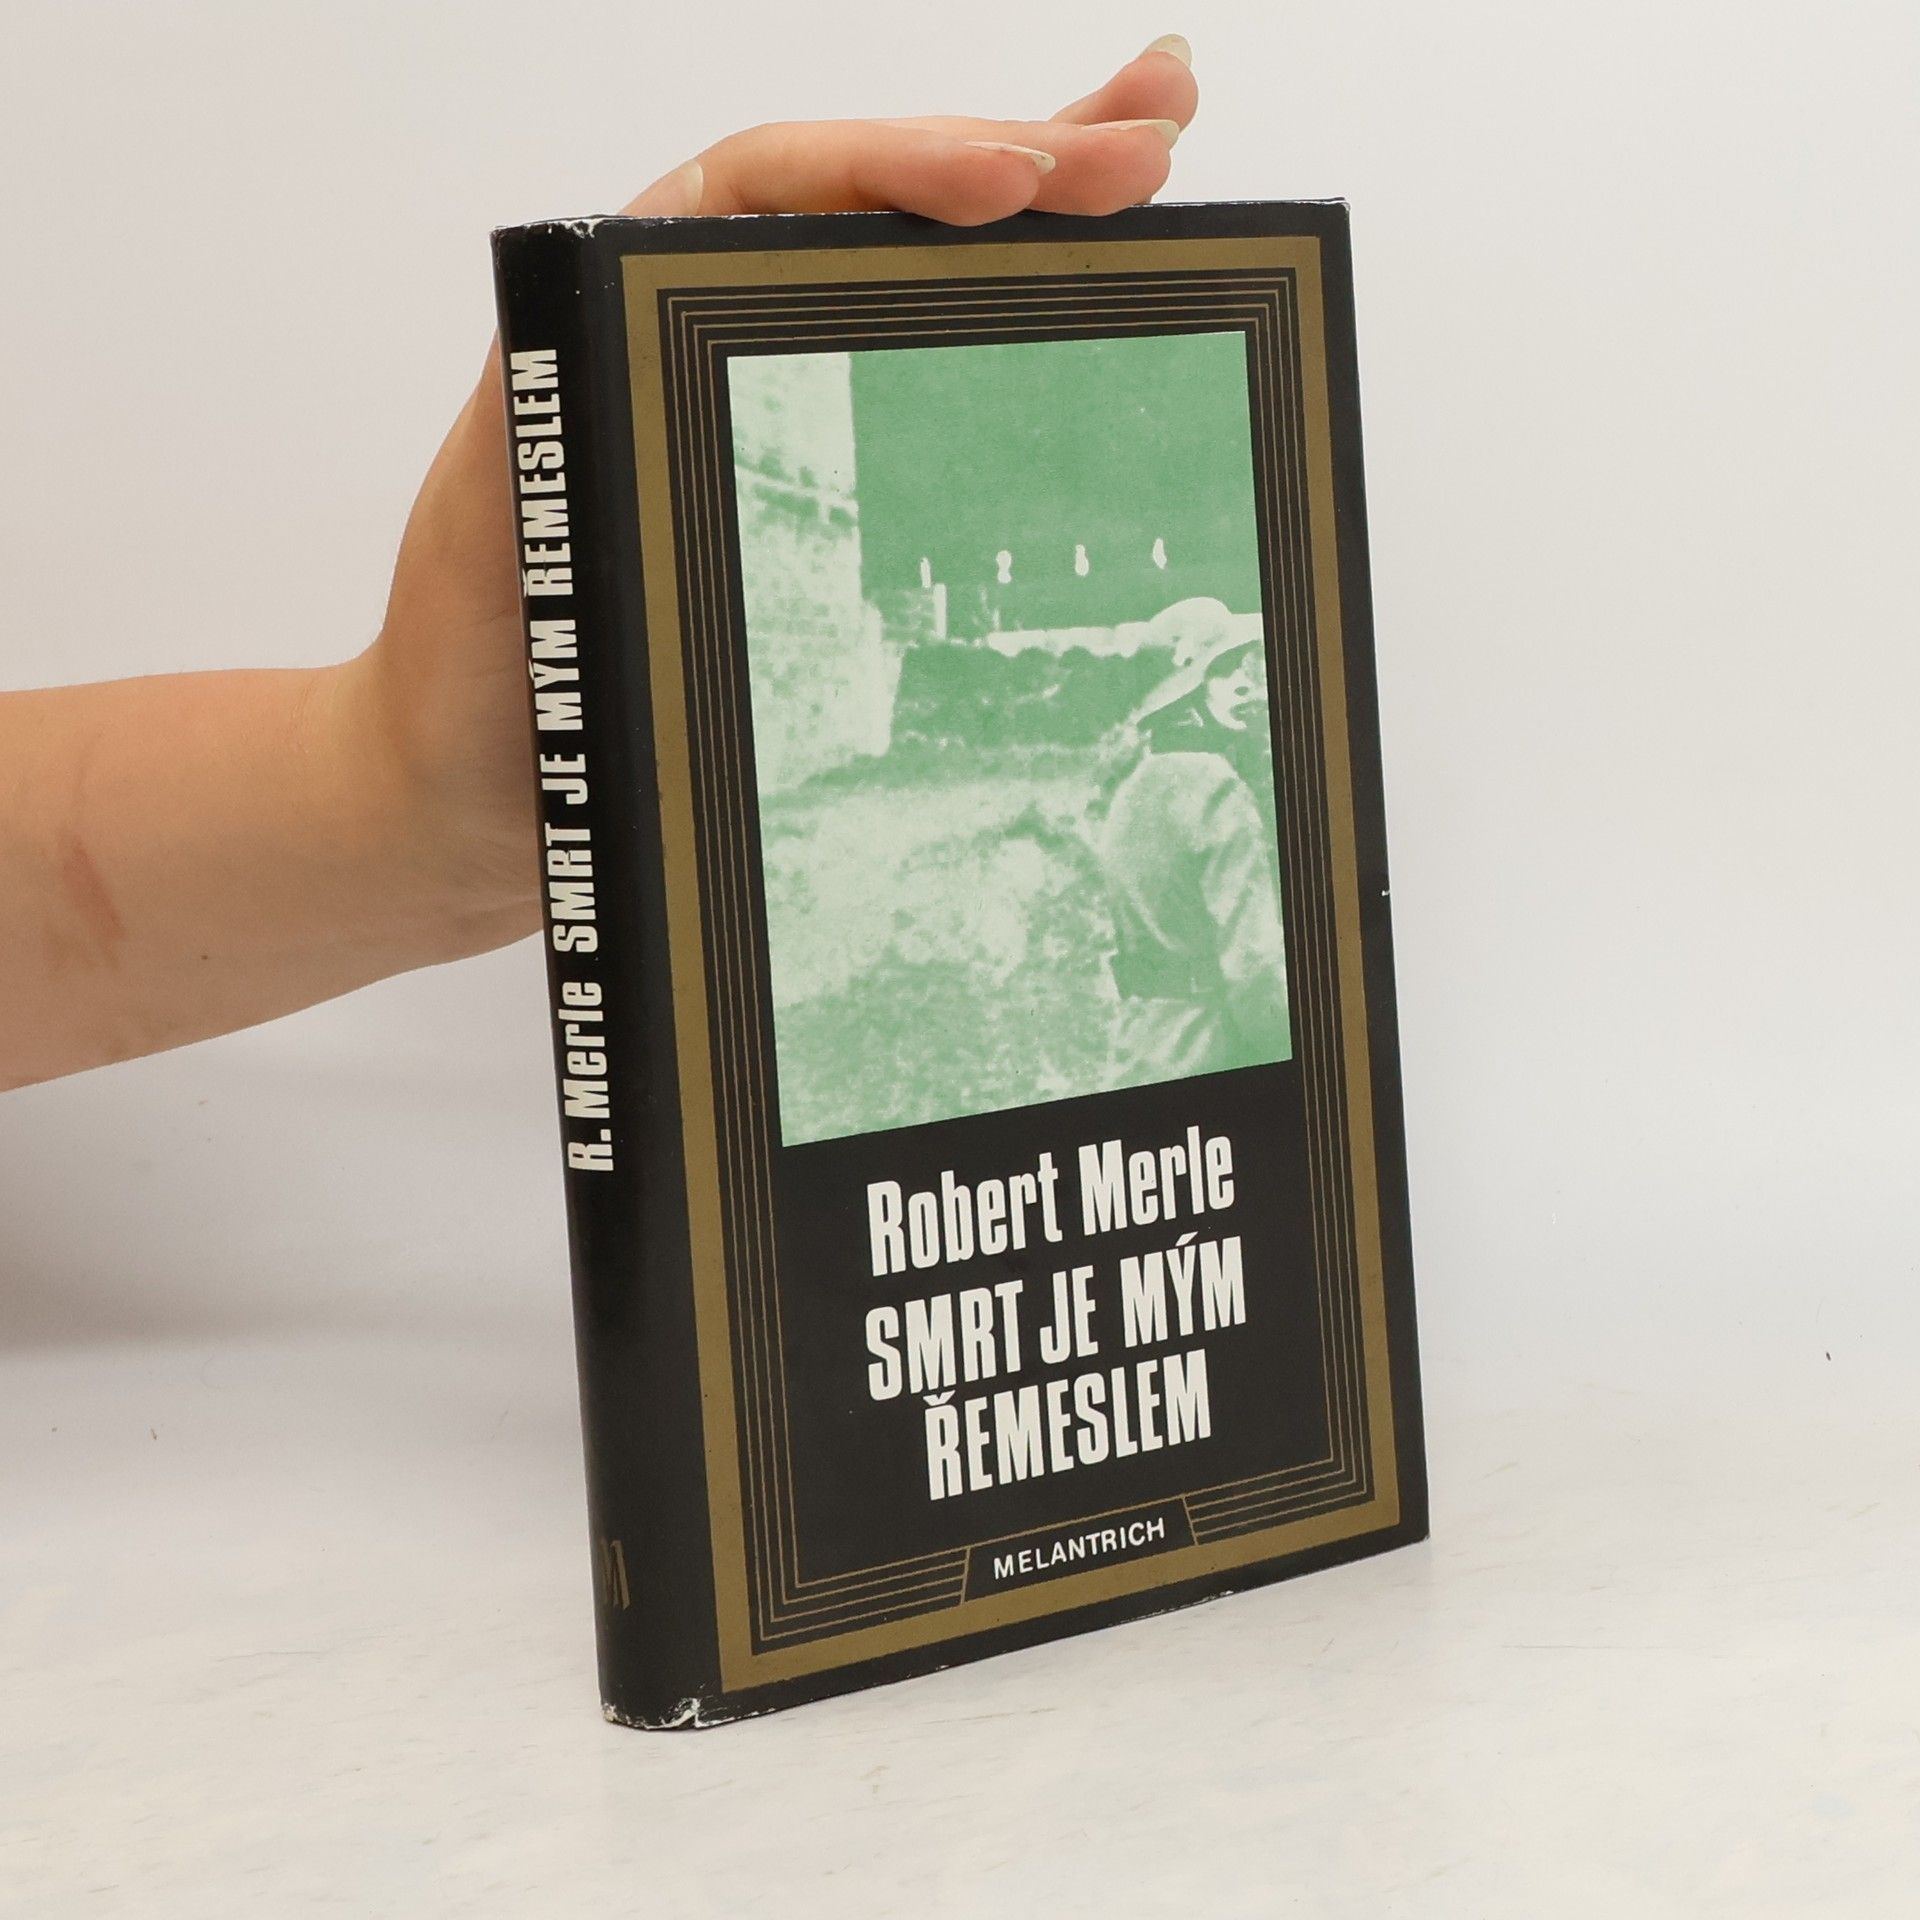 R. Merle SMRT JE MÝM ŘEMESLEM
M
Robert Merle
SMRT JE MÝM
ŘEMESLEM
MELANTRICH